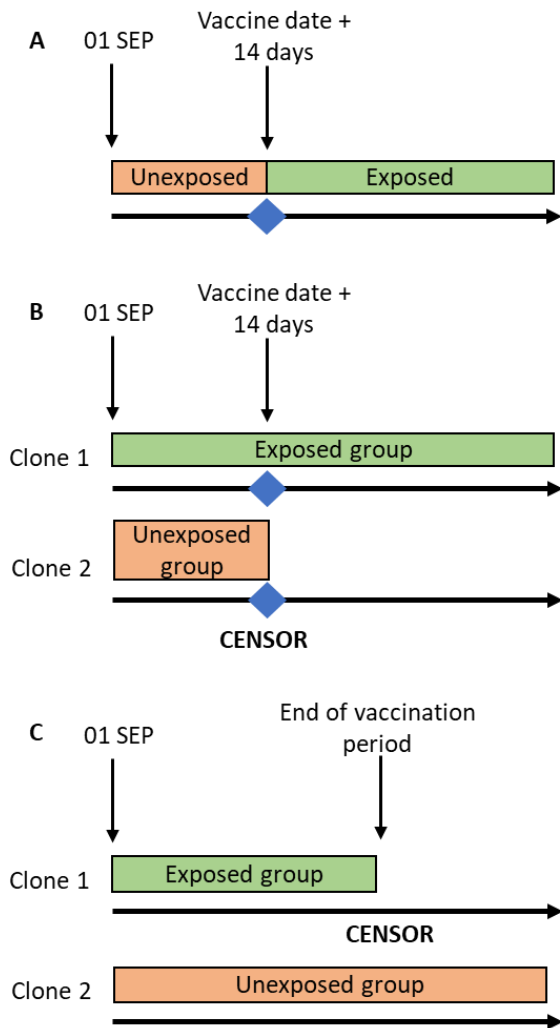 A
01 SEP
Vaccine date +
14 days
Unexposed
Exposed
B
01 SEP
Vaccine date +
14 days
Clone 1
Exposed group
Clone 2
Unexposed
group
CENSOR
C
01 SEP
End of vaccination
period
Clone 1
Exposed group
CENSOR
Clone 2
Unexposed group